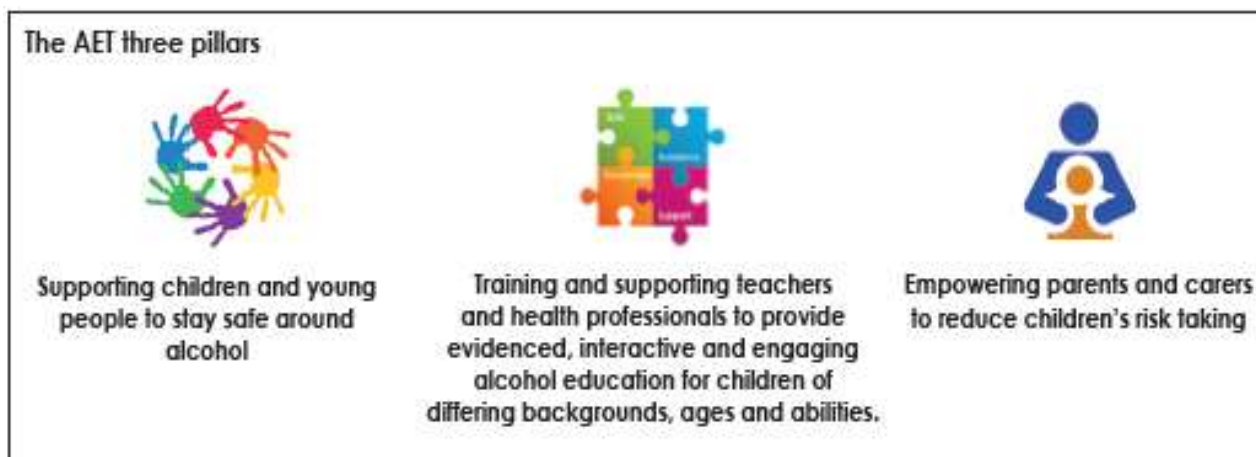 The AET three pillars
Supporting children and young
people to stay safe around
alcohol
Training and supporting teachers
and health professionals to provide
evidenced, interactive and engaging
alcohol education for children of
differing backgrounds, ages and abilities.
Empowering parents and carers
to reduce children's risk taking